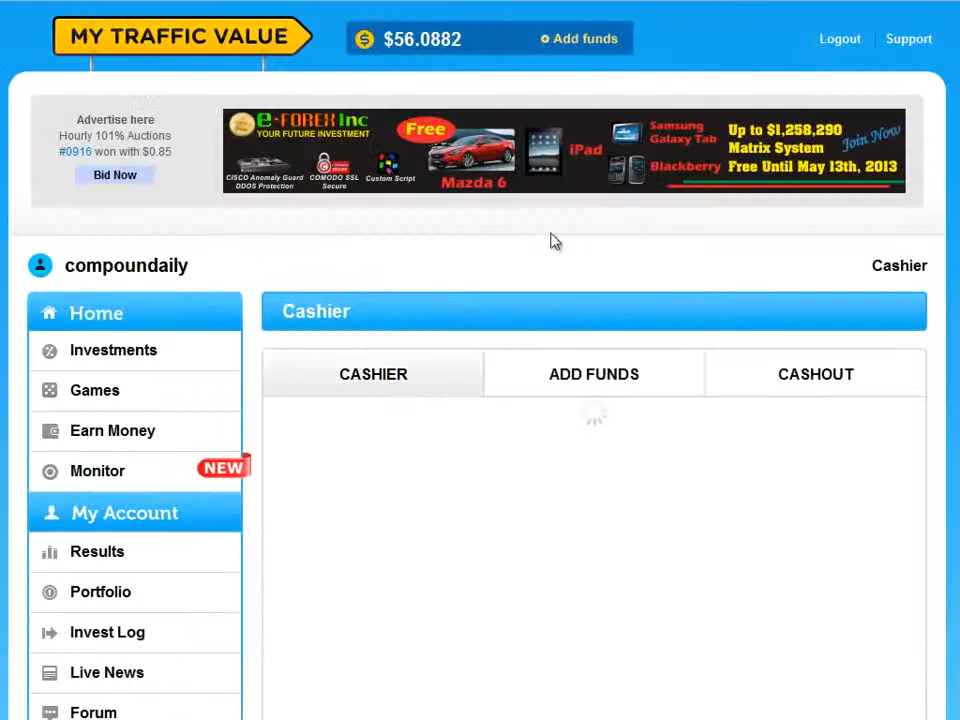 MY TRAFFIC VALUE
$56.0882
Add funds
Logout
Support
Advertise here
Hourly 101% Auctions
#0916 won with $0.85
Bid Now
e-FOREX Inc
YOUR FUTURE INVESTMENT
CISCO Anomaly Guard
DDOS Protection
COMODO SSL
Secure
Custom Script
Free
Mazda 6
iPad
Samsung
Galaxy Tab
Blackberry
Up to $1,258,290
Matrix System
Free Until May 13th, 2013
Join Now
compoundaily
Cashier
Home
Investments
Games
Earn Money
Monitor
NEW
My Account
Results
Portfolio
Invest Log
Live News
Forum
Cashier
CASHIER
ADD FUNDS
CASHOUT